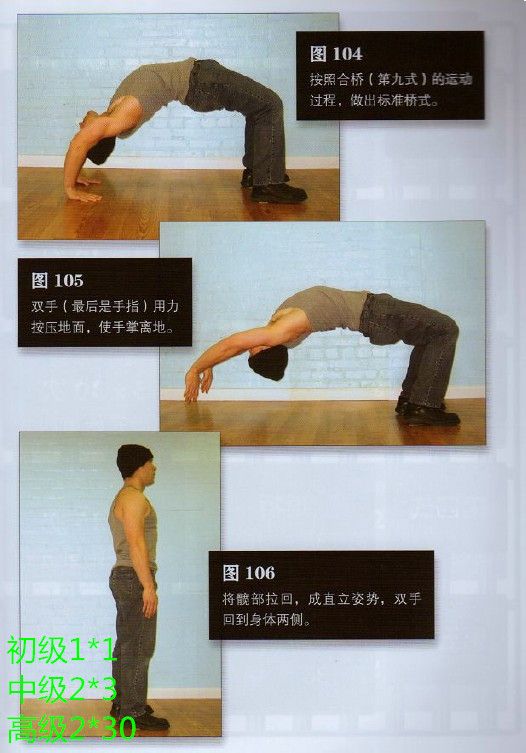 图 104
按照合桥（第九式）的运动
过程，做出标准桥式。
图 105
双手（最后是手指）用力
按压地面，使手掌离地。
图 106
将髋部拉回，成直立姿势，双手
回到身体两侧。
初级1*1
中级2*3
高级2*30